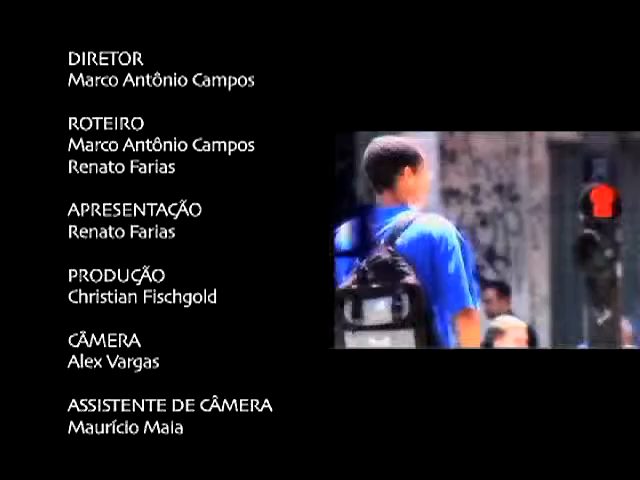 DIRETOR
Marco Antônio Campos
ROTEIRO
Marco Antônio Campos
Renato Farias
APRESENTAÇÃO
Renato Farias
PRODUÇÃO
Christian Fischgold
CÂMERA
Alex Vargas
ASSISTENTE DE CÂMERA
Maurício Maia